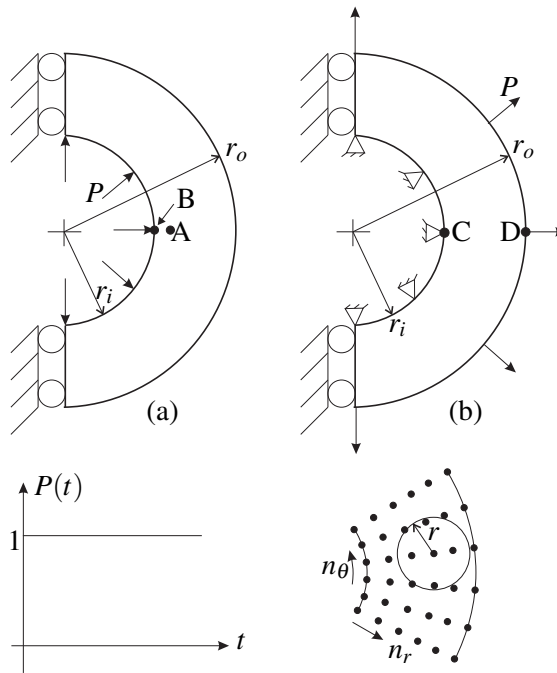 P
B
A
r_o
r_i
(a)
P
r_o
C
D
r_i
(b)
P(t)
1
t
r
n_θ
n_r